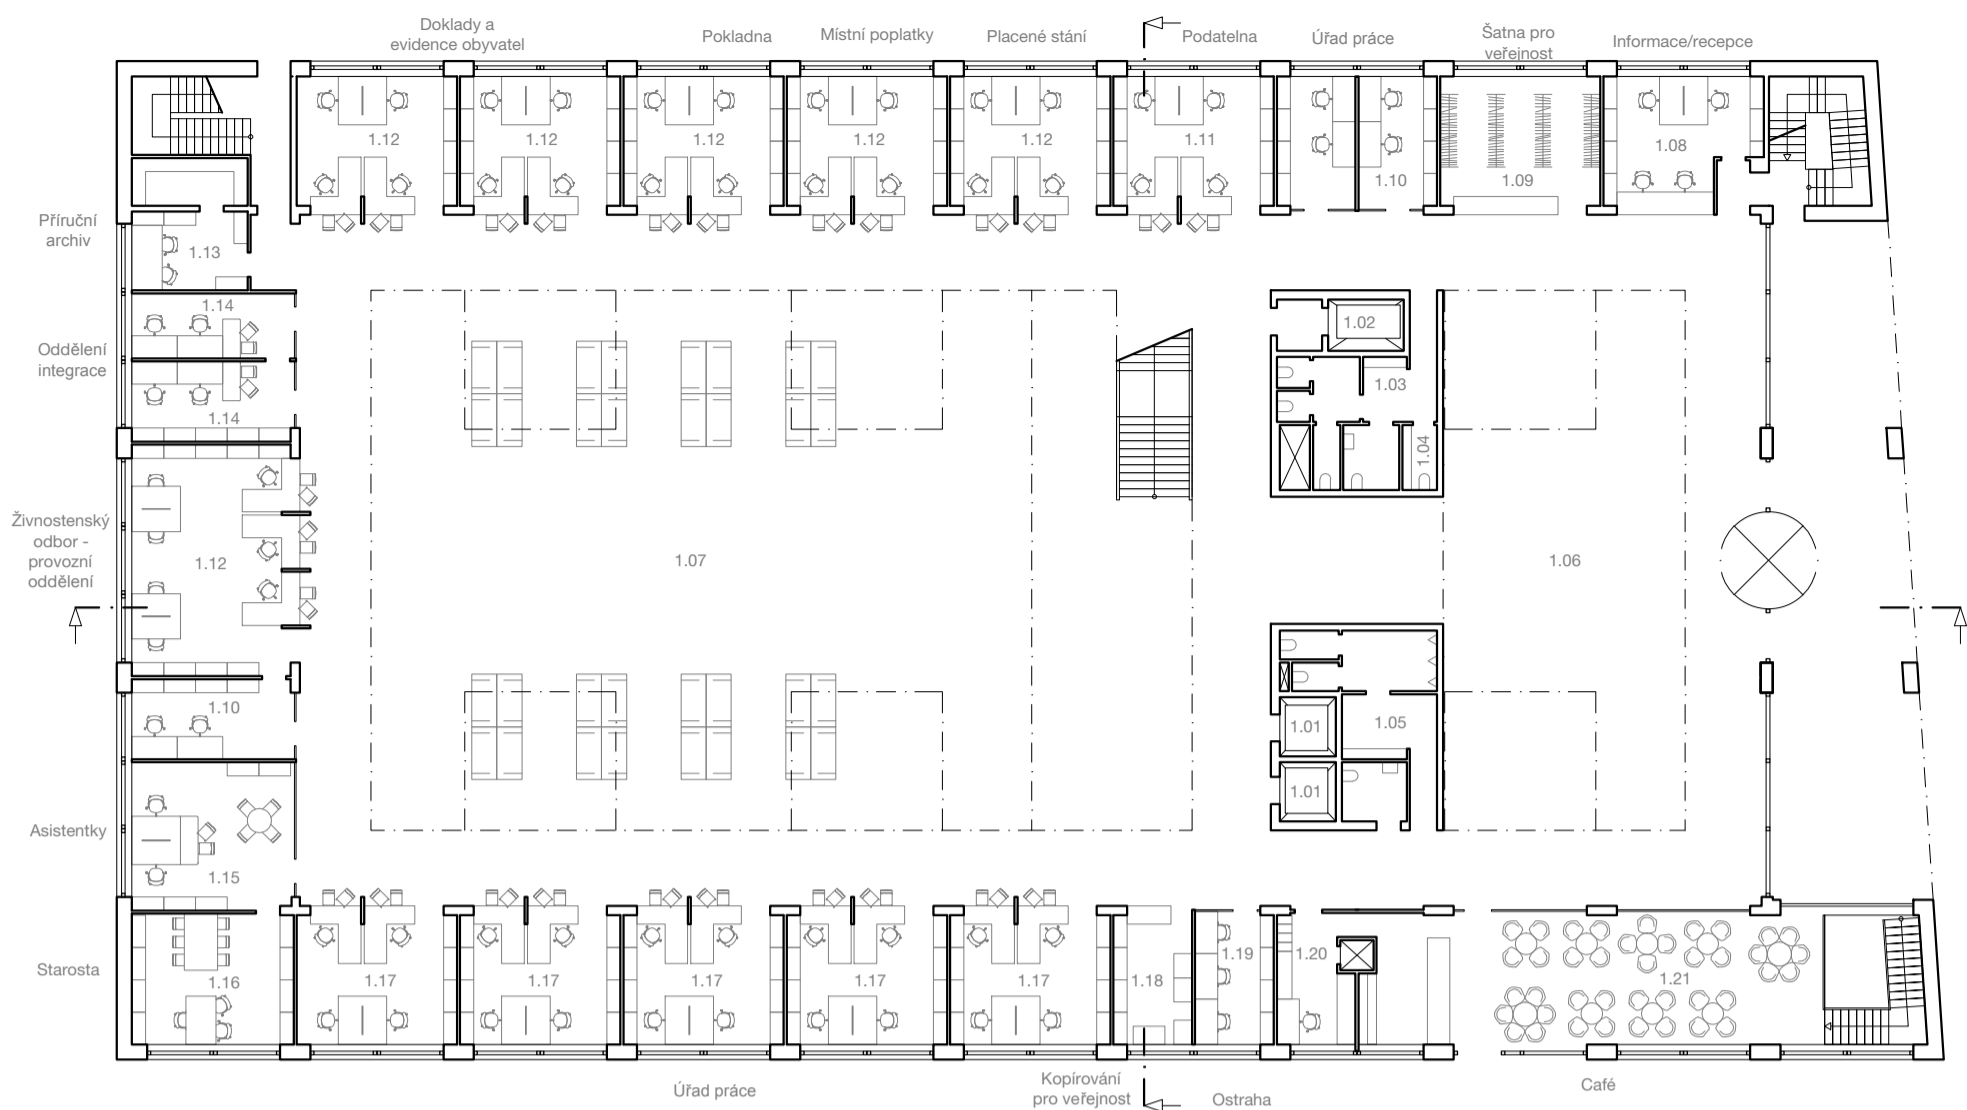 Doklady a
evidence obyvatel
Pokladna
Místní poplatky
Placené stání
Podatelna
Úřad práce
Šatna pro
veřejnost
Informace/recepce
1.12
1.12
1.12
1.12
1.12
1.11
1.10
1.09
1.08
Příruční
archiv
1.13
1.14
Oddělení
integrace
1.14
1.02
1.03
1.04
Živnostenský
odbor -
provozní
oddělení
1.12
1.07
1.06
1.10
1.01
1.05
1.01
Asistentky
1.15
Starosta
1.16
1.17
1.17
1.17
1.17
1.17
1.18
1.19
1.20
1.21
Úřad práce
Kopírování
pro veřejnost
Ostraha
Café